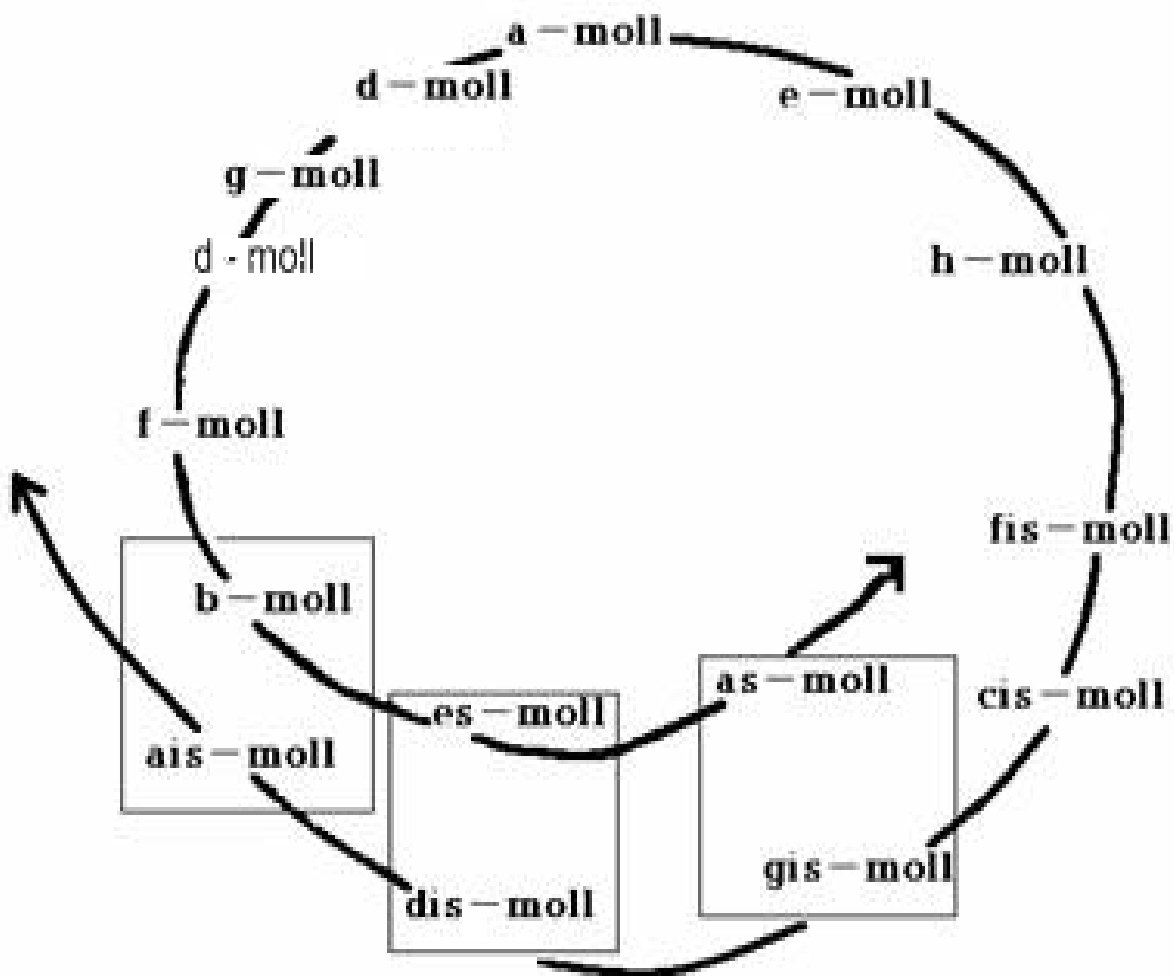 a – moll
d – moll
e – moll
g – moll
d - moll
h – moll
f – moll
fis – moll
b – moll
as – moll
cis – moll
es – moll
ais – moll
gis – moll
dis – moll